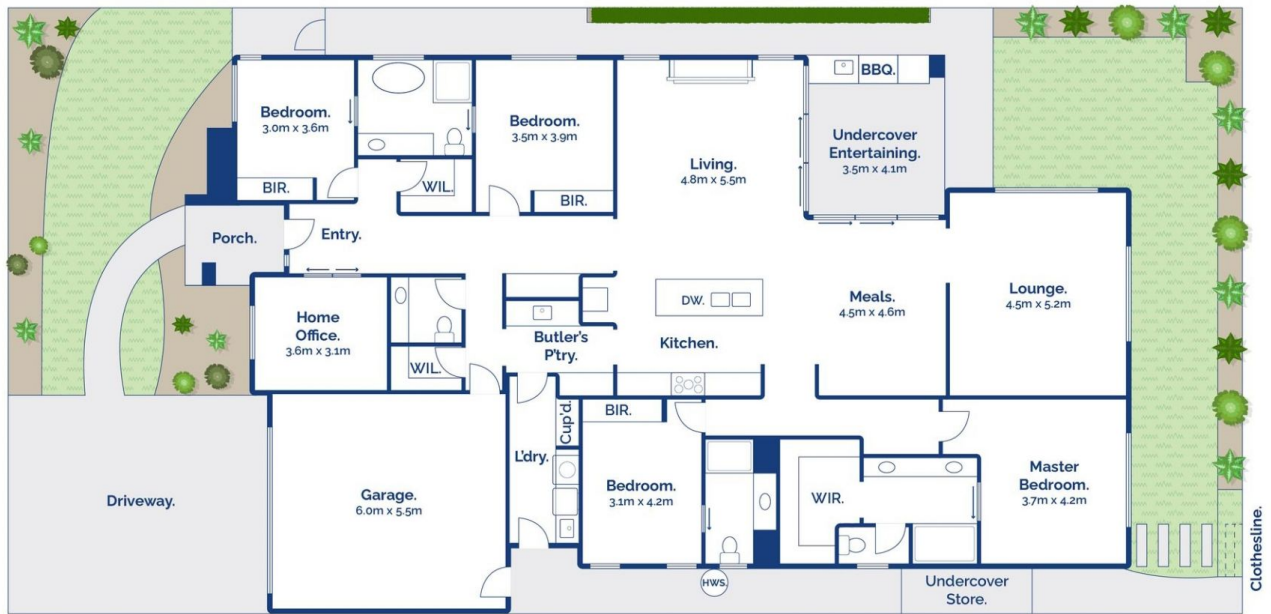 BBQ.
Bedroom.
3.0m x 3.6m
BIR.
WIL.
Bedroom.
3.5m x 3.9m
BIR.
Living.
4.8m x 5.5m
Undercover
Entertaining.
3.5m x 4.1m
Porch.
Entry.
Home
Office.
3.6m x 3.1m
WIL.
Butler's
P'try.
DW.
Kitchen.
Meals.
4.5m x 4.6m
Lounge.
4.5m x 5.2m
Driveway.
Garage.
6.0m x 5.5m
Cup'd.
L'dry.
BIR.
Bedroom.
3.1m x 4.2m
WIR.
Master
Bedroom.
3.7m x 4.2m
HWS.
Undercover
Store.
Clothesline.